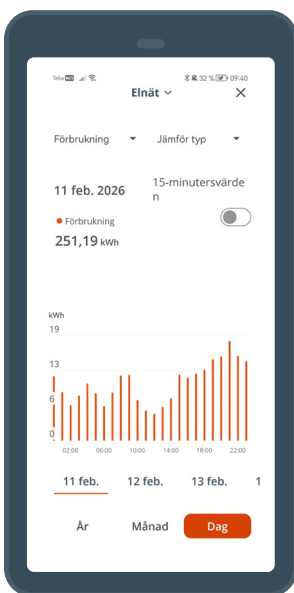 Telia 32 % 09:40
Elnät
Förbrukning Jämför typ
11 feb. 2026 15-minutersvärde
n
Förbrukning
251,19 kWh
kWh
19
13
6
0
02:00 06:00 10:00 14:00 18:00 22:00
11 feb. 12 feb. 13 feb. 1
År Månad Dag